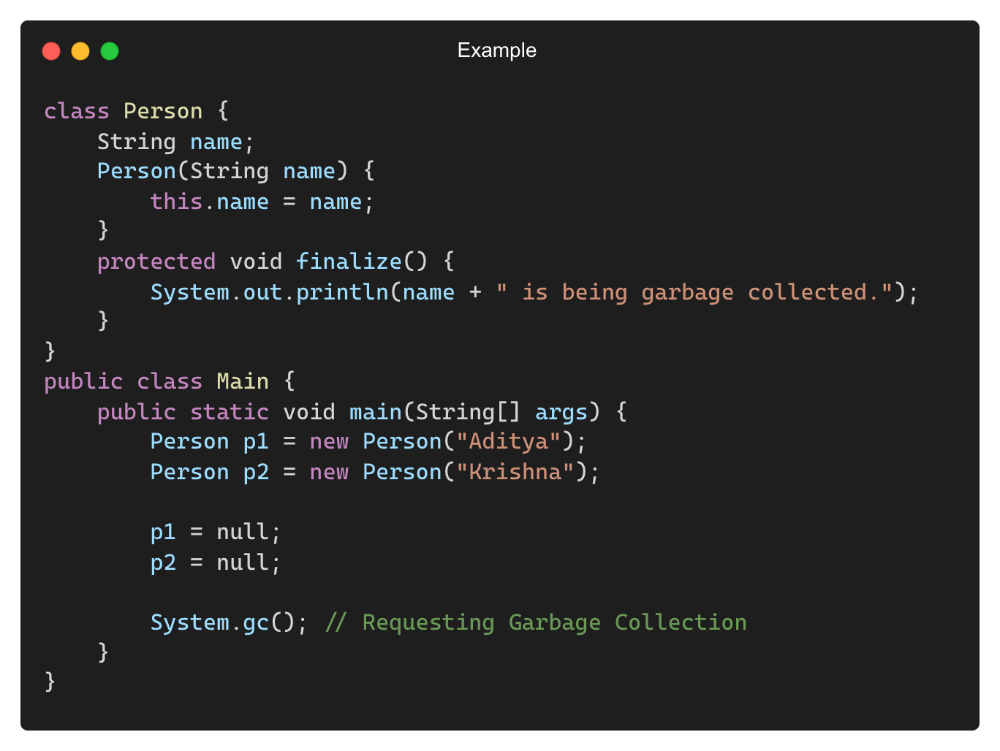 Example
class Person {
    String name;
    Person(String name) {
        this.name = name;
    }
    protected void finalize() {
        System.out.println(name + " is being garbage collected.");
    }
}
public class Main {
    public static void main(String[] args) {
        Person p1 = new Person("Aditya");
        Person p2 = new Person("Krishna");

        p1 = null;
        p2 = null;

        System.gc(); // Requesting Garbage Collection
    }
}